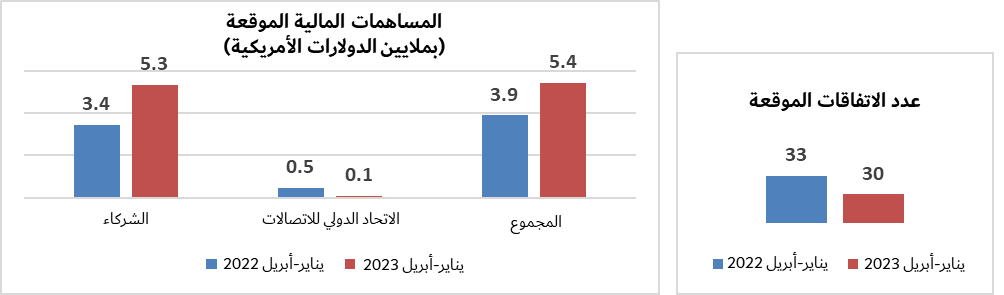 المساهمات المالية الموقعة
(بملايين الدولارات الأمريكية)
3.4
5.3
0.5
0.1
3.9
5.4
الشركاء
الاتحاد الدولي للاتصالات
المجموع
يناير-أبريل 2022
يناير-أبريل 2023
عدد الاتفاقات الموقعة
33
30
يناير-أبريل 2022
يناير-أبريل 2023